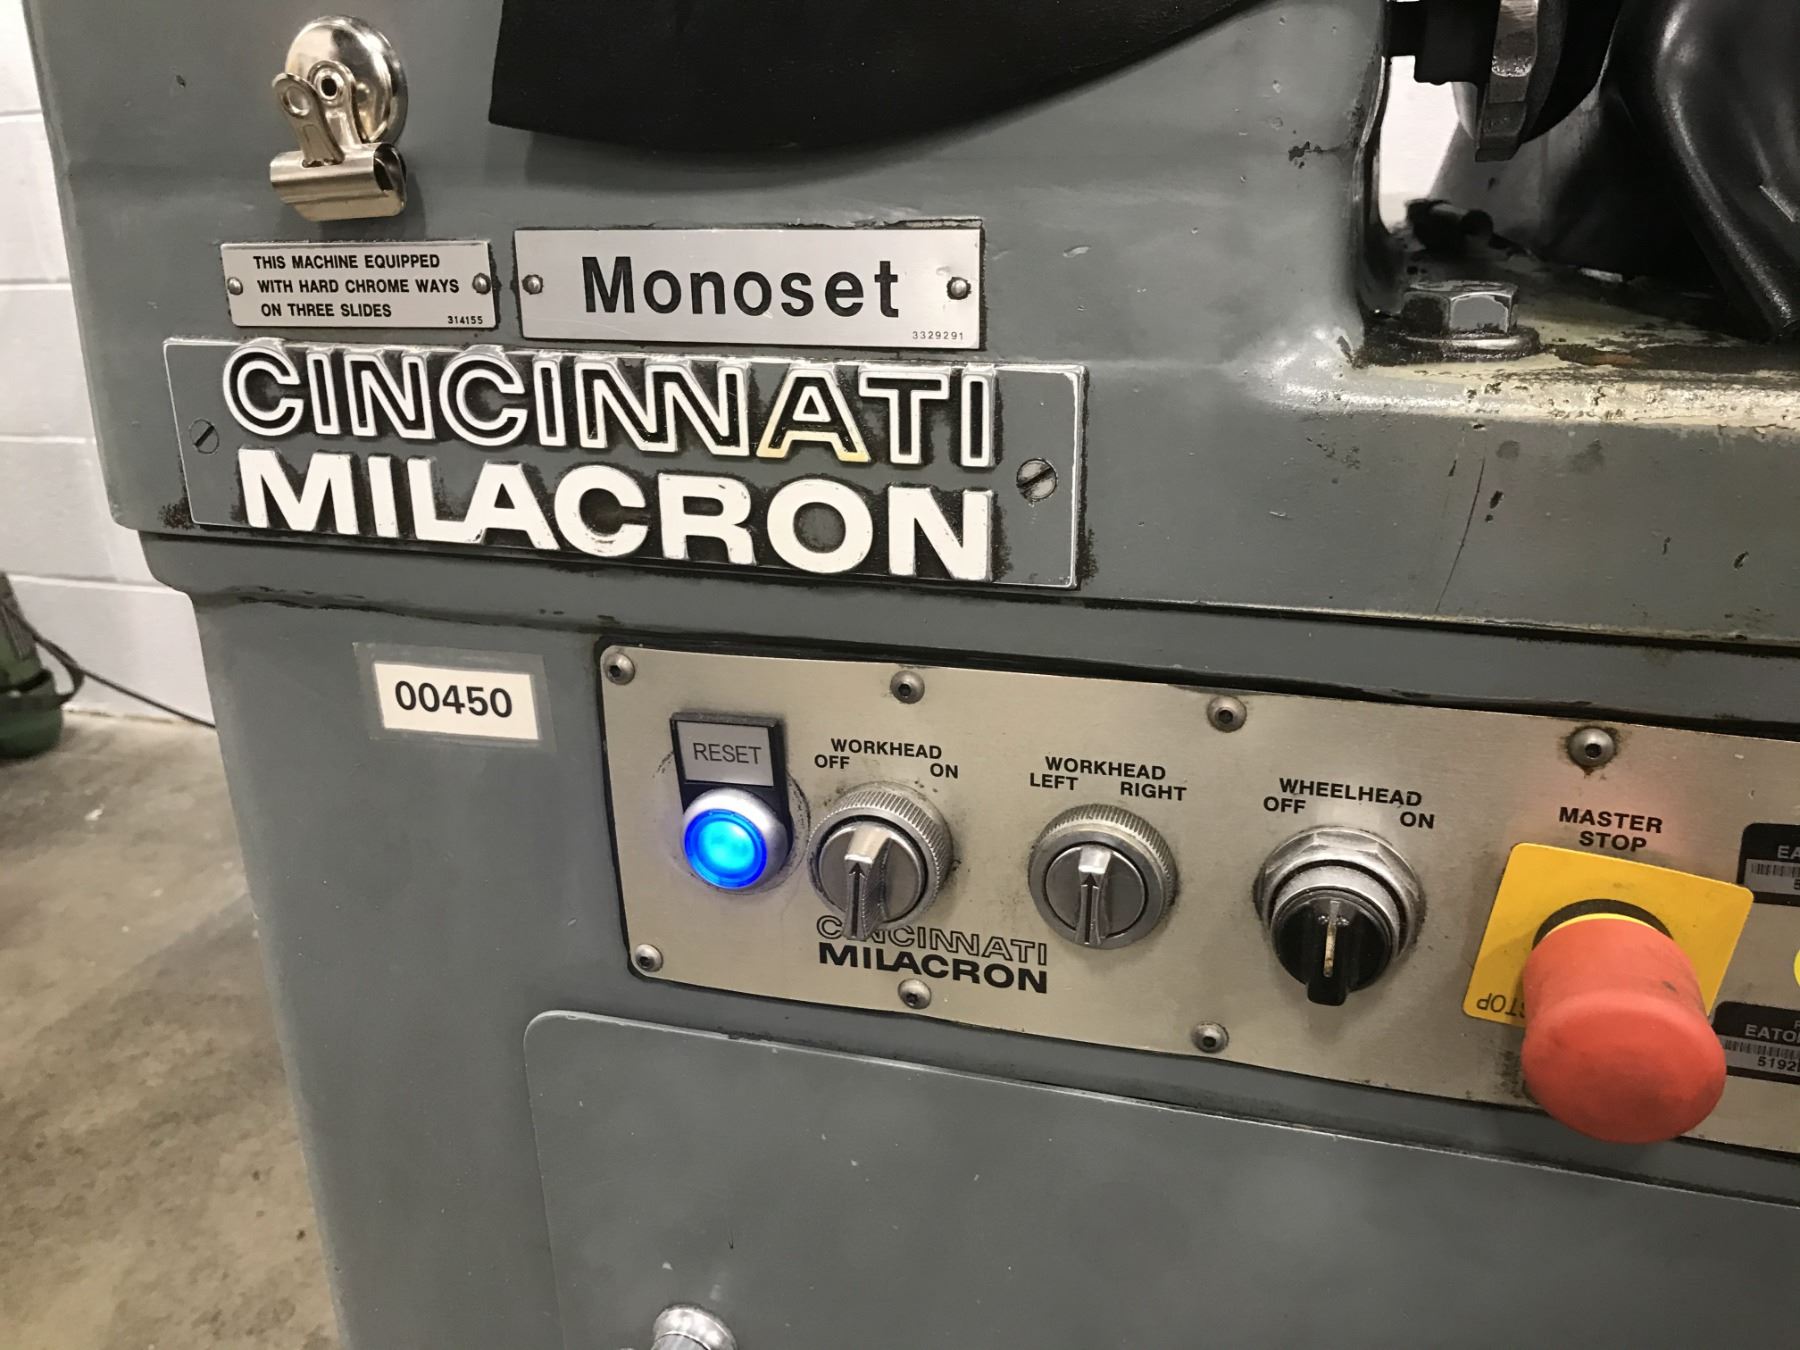 THIS MACHINE EQUIPPED
WITH HARD CHROME WAYS
ON THREE SLIDES
314155
Monoset
3329291
CINCINNATI
MILACRON
00450
RESET
WORKHEAD
OFF ON
WORKHEAD
LEFT RIGHT
WHEELHEAD
OFF ON
MASTER
STOP
STOP
CINCINNATI
MILACRON